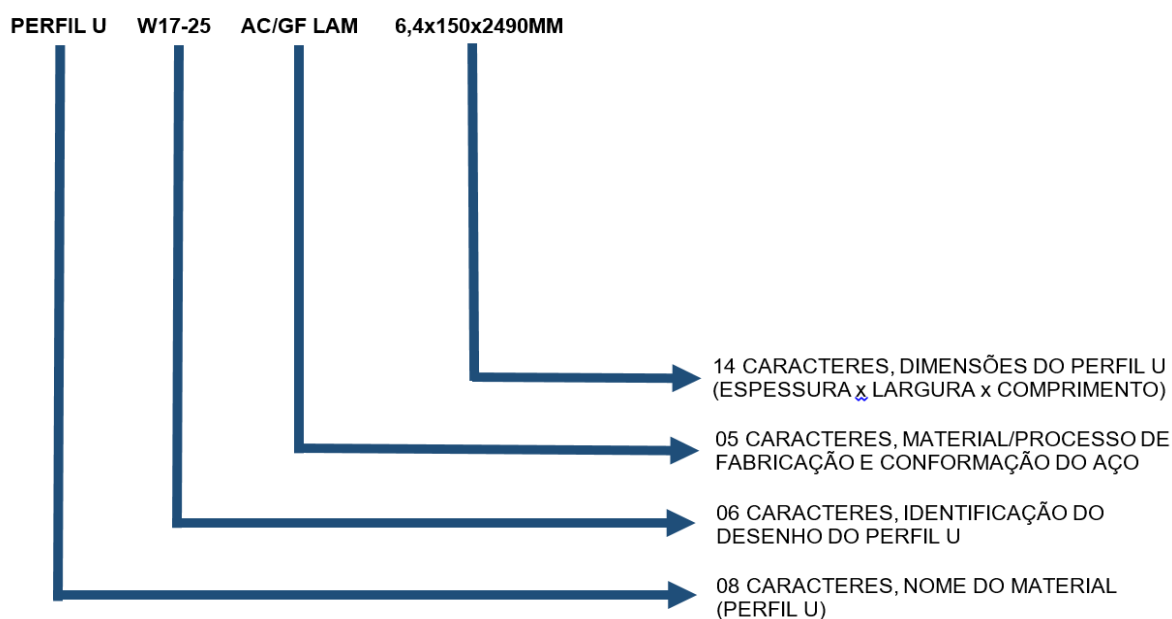 PERFIL U W17-25 AC/GF LAM 6,4x150x2490MM
14 CARACTERES, DIMENSÕES DO PERFIL U
(ESPESSURA x LARGURA x COMPRIMENTO)
05 CARACTERES, MATERIAL/PROCESSO DE
FABRICAÇÃO E CONFORMAÇÃO DO AÇO
06 CARACTERES, IDENTIFICAÇÃO DO
DESENHO DO PERFIL U
08 CARACTERES, NOME DO MATERIAL
(PERFIL U)